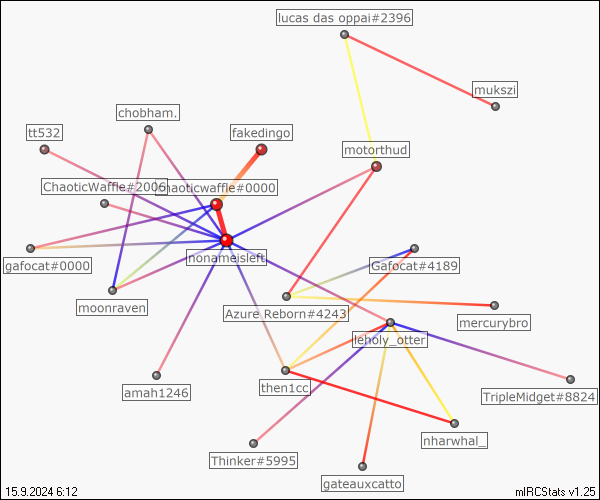 lucas das oppai#2396
mukszi
chobham.
fakedingo
tt532
motorthud
ChaoticWaffle#2006
chaoticwaffle#0000
nonameisleft
gafocat#0000
Gafocat#4189
moonraven
Azure_Reborn#4243
mercurybro
leholy_otter
amah1246
then1cc
TripleMidget#8824
nharwhal_
Thinker#5995
gateauxcatto
15.9.2024 6:12
mIRCStats v1.25